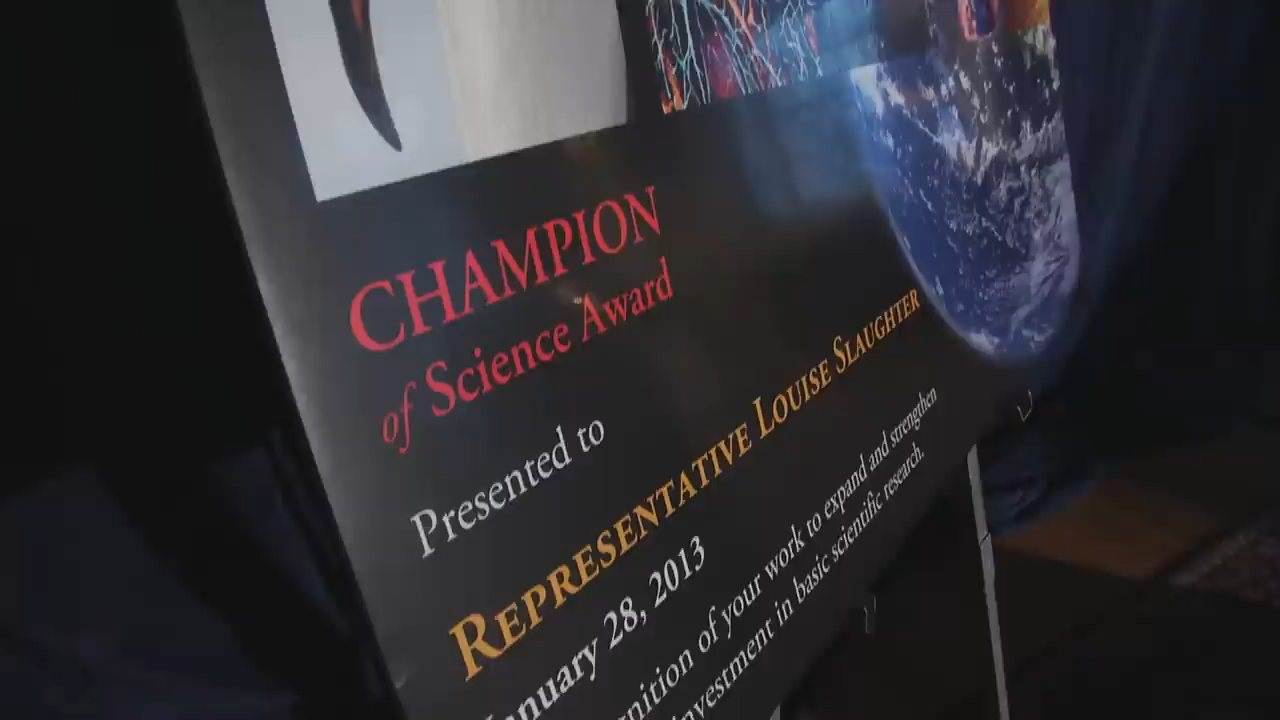 CHAMPION
of Science Award
Presented to
REPRESENTATIVE LOUISE SLAUGHTER
January 28, 2013
of your work to expand and strengthen
investment in basic scientific research.